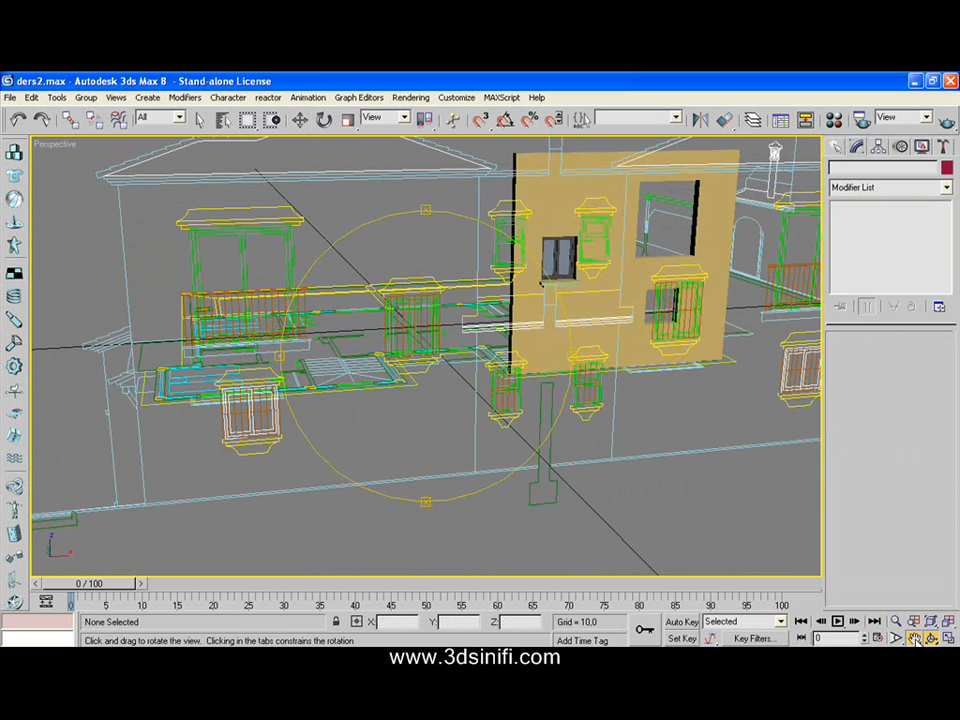 ders2.max - Autodesk 3ds Max 8 - Stand-alone License
File Edit Tools Group Views Create Modifiers Character reactor Animation Graph Editors Rendering Customize MAXScript Help
All View View
Perspective
Modifier List
z
x
0 / 100
0 5 10 15 20 25 30 35 40 45 50 55 60 65 70 75 80 85 90 95 100
None Selected X: Y: Z: Grid = 10,0 Auto Key Selected
Click and drag to rotate the view. Clicking in the tabs constrains the rotation Add Time Tag Set Key Key Filters... 0
www.3dsinifi.com